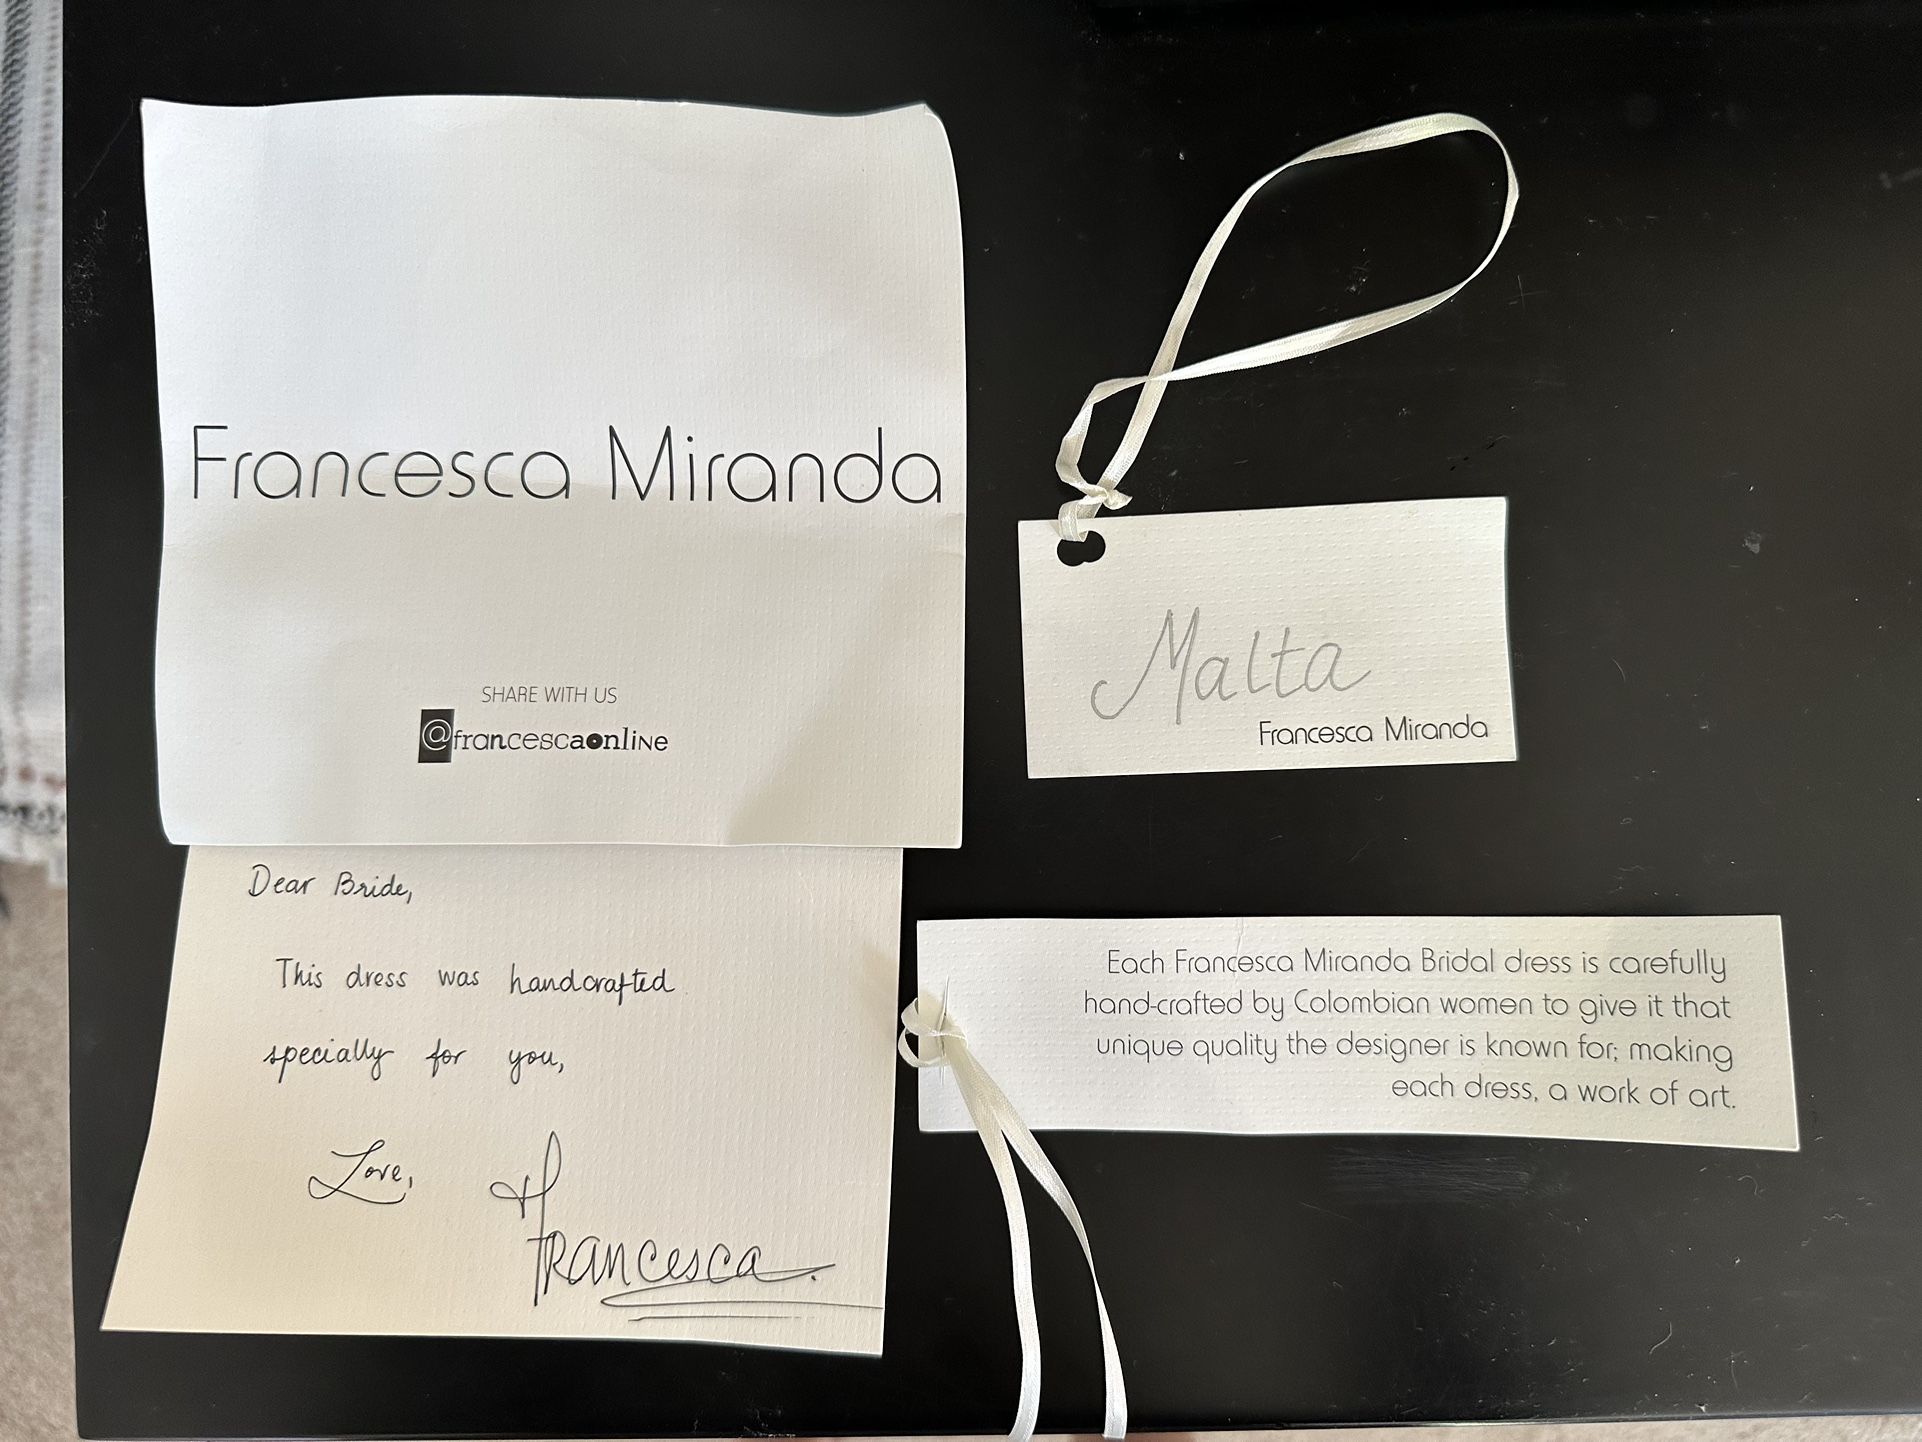 Francesca Miranda
SHARE WITH US
@francescaonline
Dear Bride,
This dress was handcrafted
specially for you,
Love,
Francesca.
Malta
Francesca Miranda
Each Francesca Miranda Bridal dress is carefully
hand-crafted by Colombian women to give it that
unique quality the designer is known for; making
each dress, a work of art.